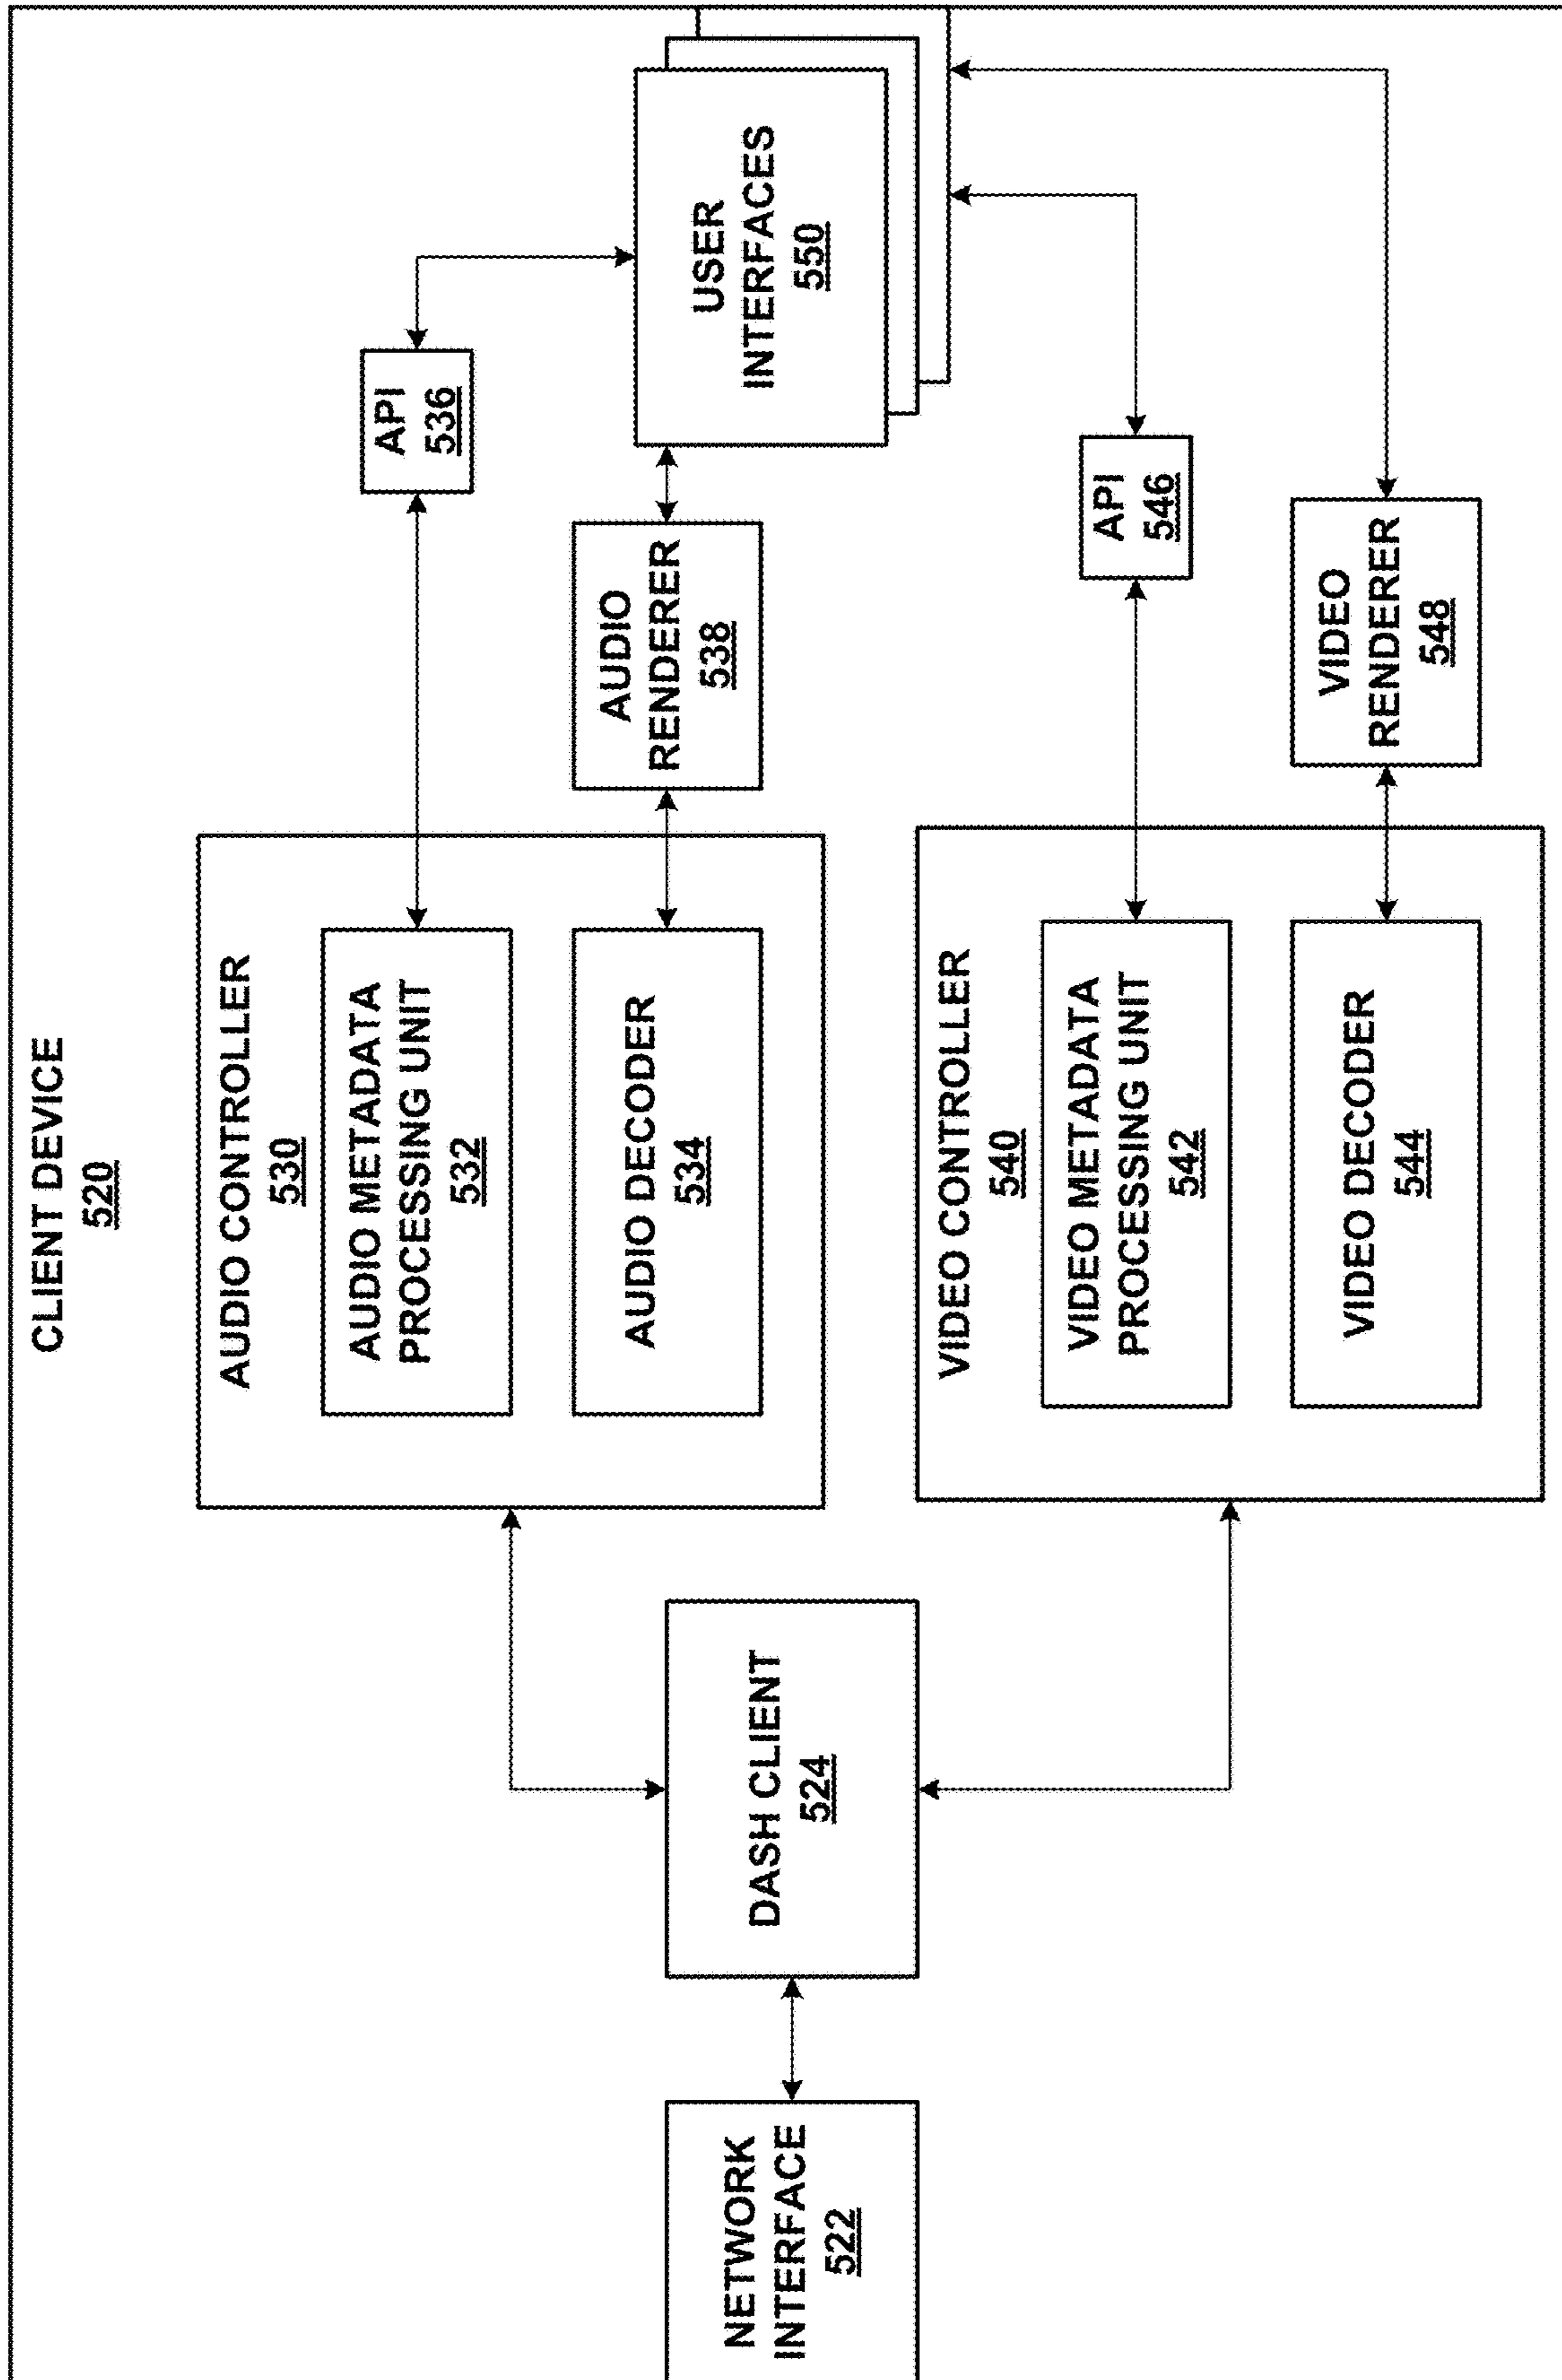 CLIENT DEVICE
520
NETWORK
INTERFACE
522
DASH CLIENT
524
AUDIO CONTROLLER
530
AUDIO METADATA
PROCESSING UNIT
532
AUDIO DECODER
534
API
536
AUDIO
RENDERER
538
VIDEO CONTROLLER
540
VIDEO METADATA
PROCESSING UNIT
542
VIDEO DECODER
544
API
546
VIDEO
RENDERER
548
USER
INTERFACES
550